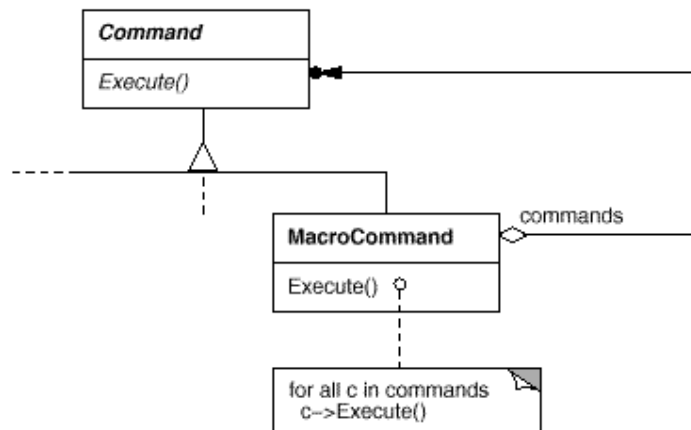 Command
Execute()
commands
MacroCommand
Execute()
for all c in commands
c–>Execute()